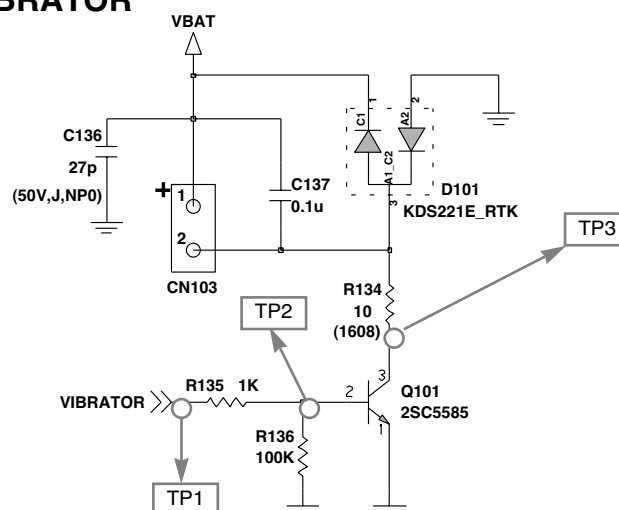 BRATOR
VBAT
C136
27p
(50V,J,NP0)
+
1
2
CN103
C137
0.1u
C1
1
A2
2
A1_C2
3
D101
KDS221E_RTK
TP3
R134
10
(1608)
TP2
VIBRATOR
R135 1K
2
3
1
Q101
2SC5585
R136
100K
TP1